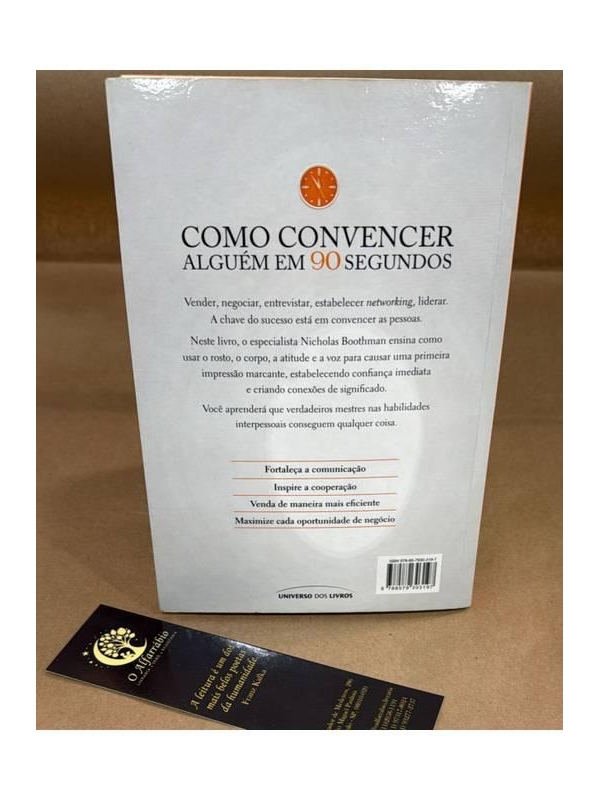 COMO CONVENCER
ALGUÉM EM 90 SEGUNDOS
Vender, negociar, entrevistar, estabelecer networking, liderar.
A chave do sucesso está em convencer as pessoas.
Neste livro, o especialista Nicholas Boothman ensina como
usar o rosto, o corpo, a atitude e a voz para causar uma primeira
impressão marcante, estabelecendo confiança imediata
e criando conexões de significado.
Você aprenderá que verdadeiros mestres nas habilidades
interpessoais conseguem qualquer coisa.
Fortaleça a comunicação
Inspire a cooperação
Venda de maneira mais eficiente
Maximize cada oportunidade de negócio
UNIVERSO DOS LIVROS
O Alfarrábio
A leitura é um dos
mais belos poetas
da humanidade.
Franz Kafka